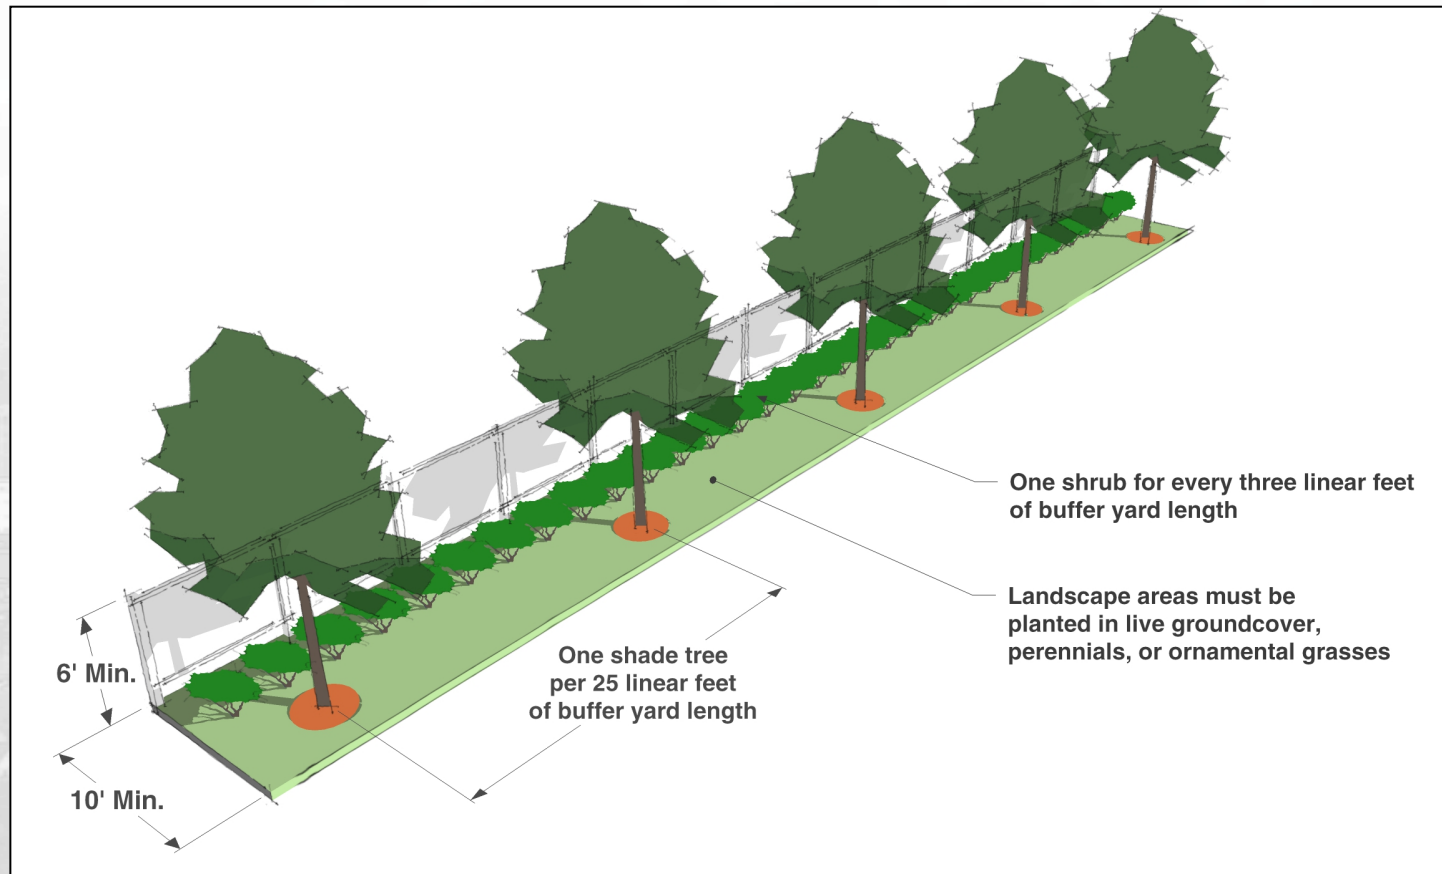 One shrub for every three linear feet
of buffer yard length
Landscape areas must be
planted in live groundcover,
perennials, or ornamental grasses
One shade tree
per 25 linear feet
of buffer yard length
6' Min.
10' Min.